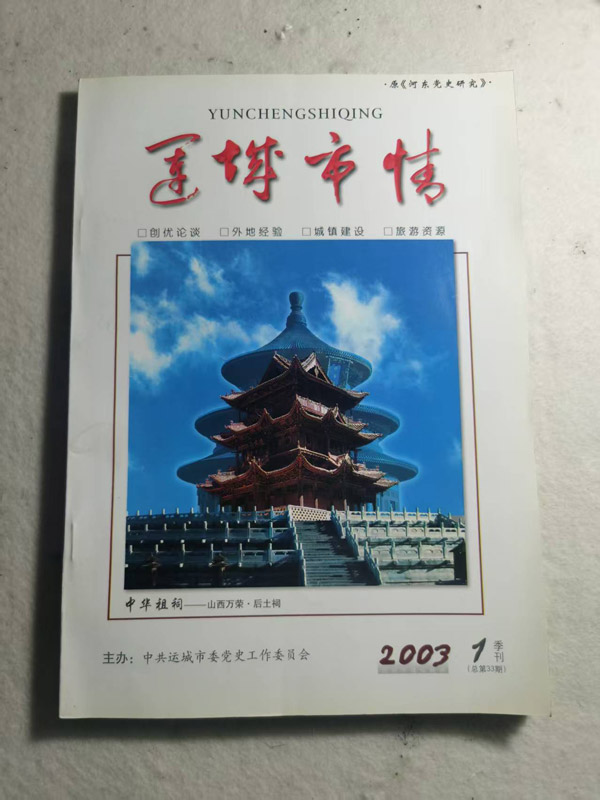 ·原《河东党史研究》·
YUNCHENGSHIQING
运城市情
□创优论谈 □外地经验 □城镇建设 □旅游资源
中华祖祠——山西万荣·后土祠
主办：中共运城市委党史工作委员会
2003 1 季刊
（总第33期）